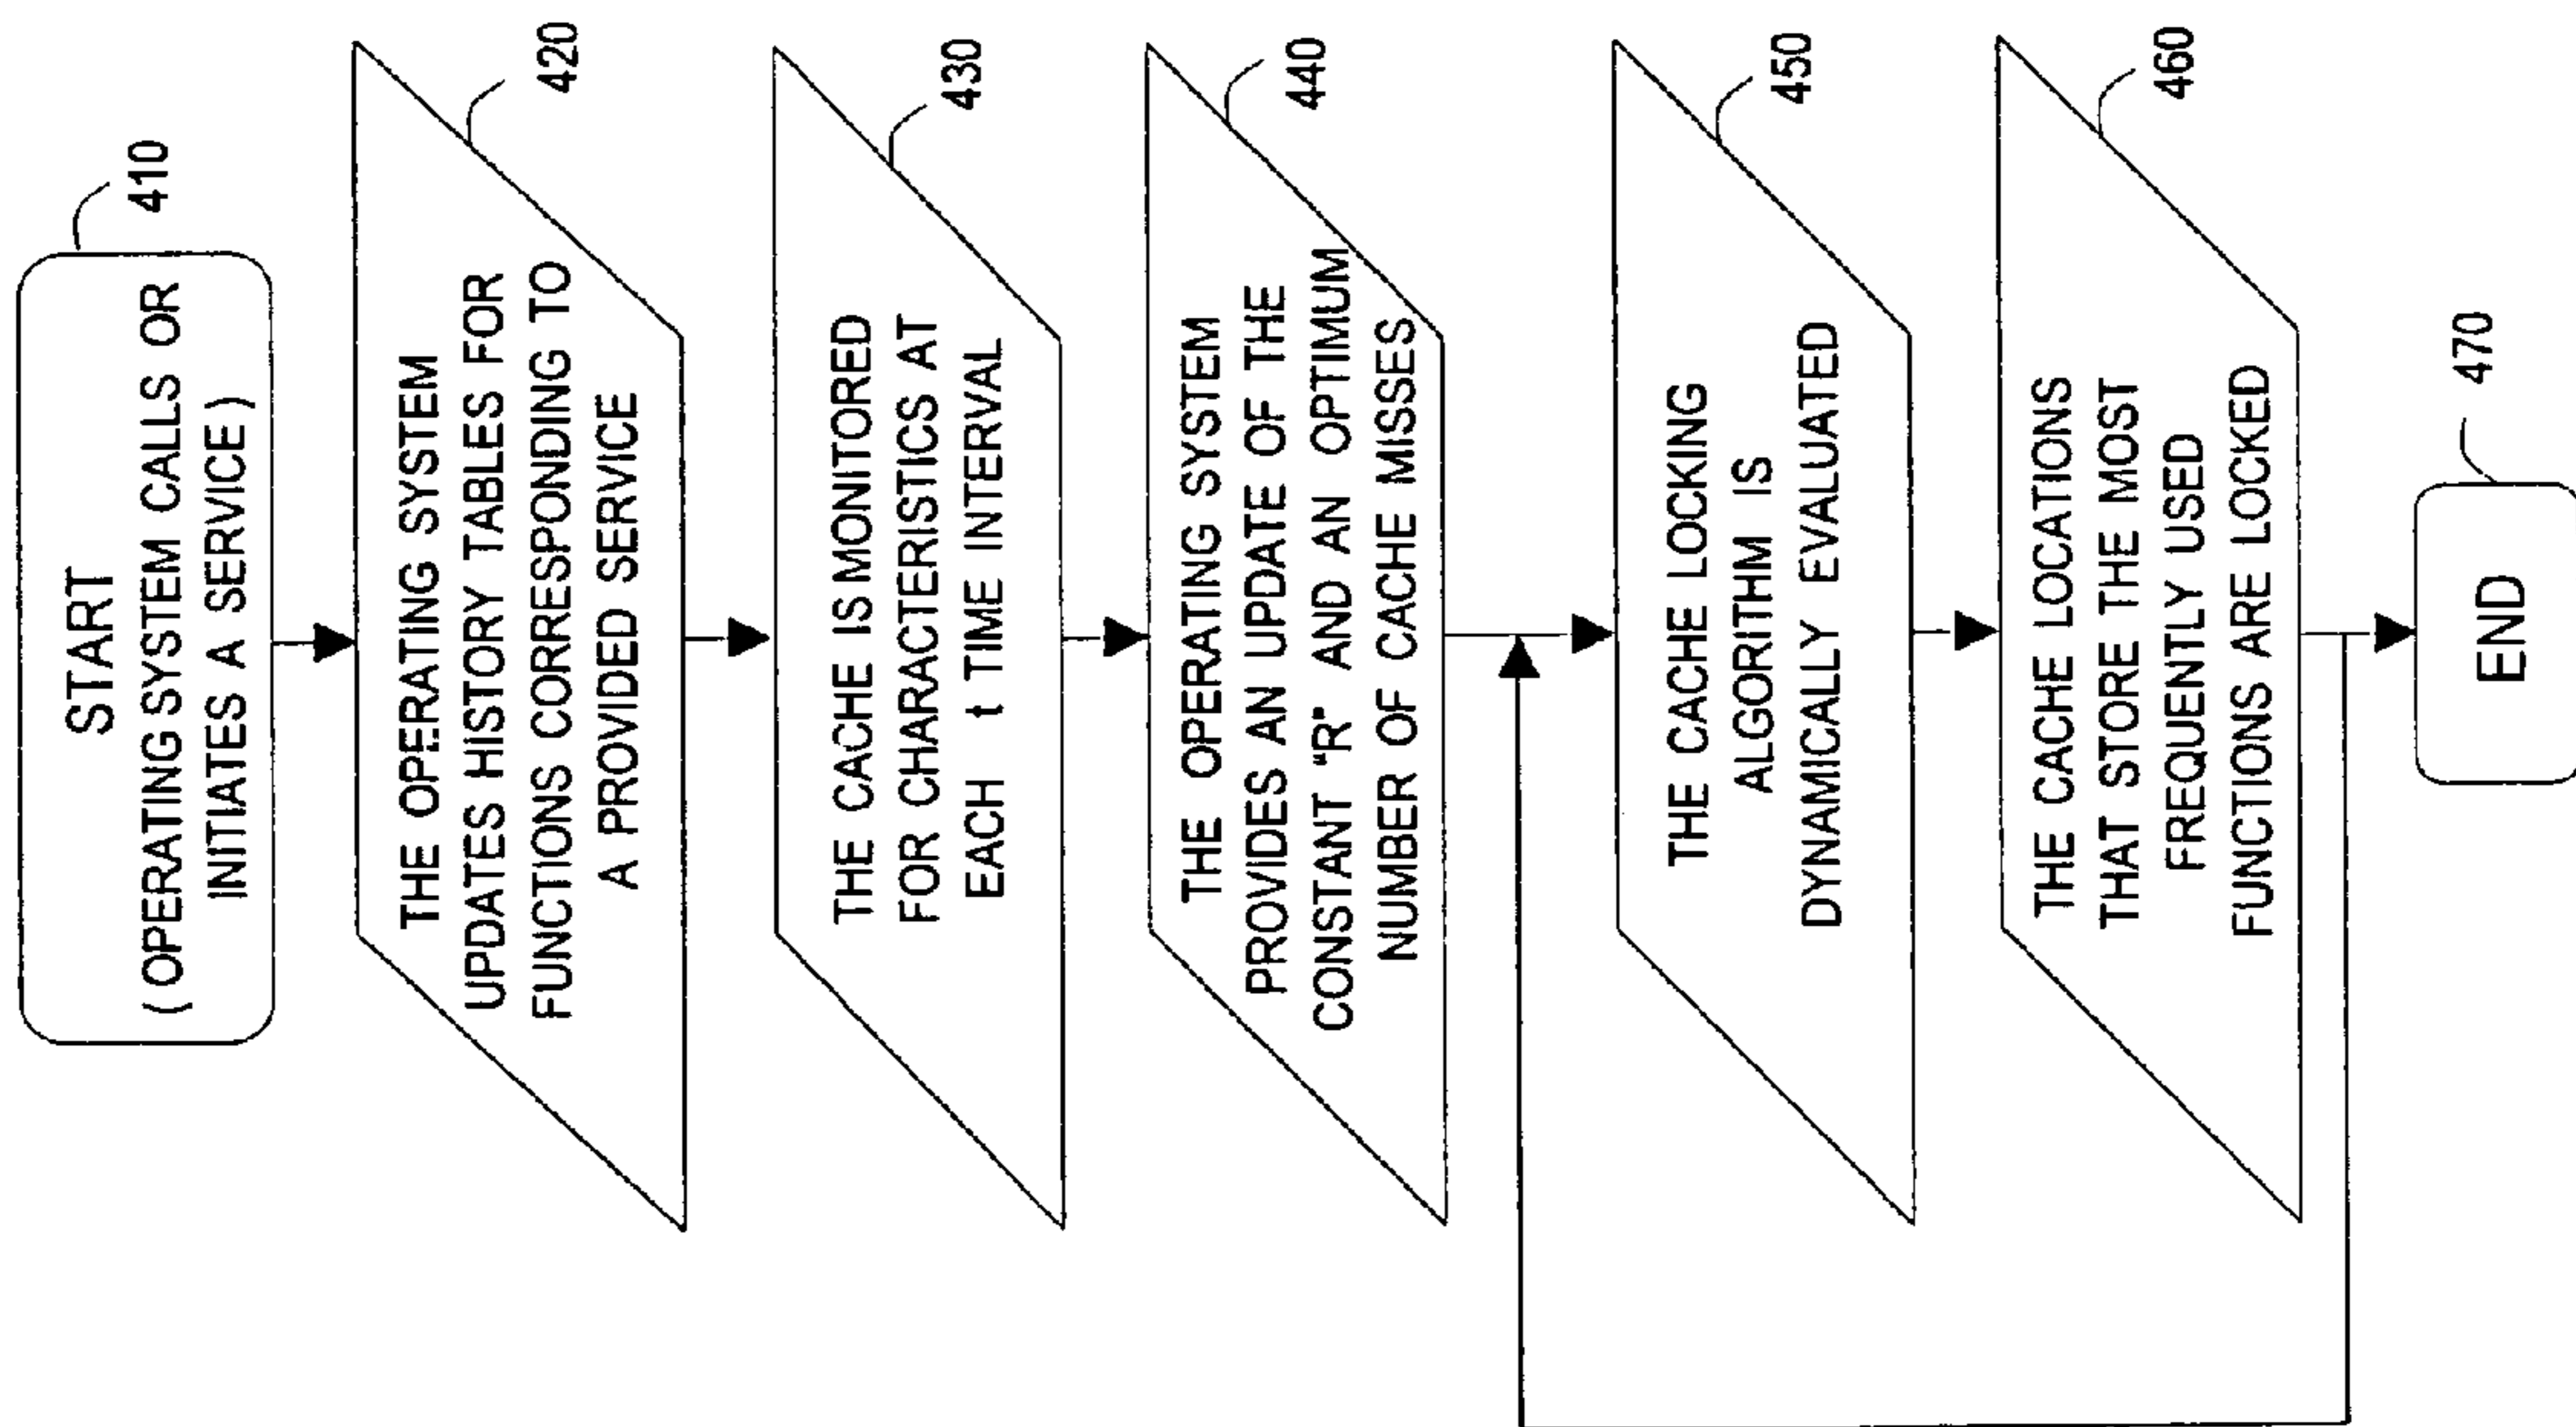 START
( OPERATING SYSTEM CALLS OR
INITIATES A SERVICE )
410
THE OPERATING SYSTEM
UPDATES HISTORY TABLES FOR
FUNCTIONS CORRESPONDING TO
A PROVIDED SERVICE
420
THE CACHE IS MONITORED
FOR CHARACTERISTICS AT
EACH t TIME INTERVAL
430
THE OPERATING SYSTEM
PROVIDES AN UPDATE OF THE
CONSTANT "R" AND AN OPTIMUM
NUMBER OF CACHE MISSES
440
THE CACHE LOCKING
ALGORITHM IS
DYNAMICALLY EVALUATED
450
THE CACHE LOCATIONS
THAT STORE THE MOST
FREQUENTLY USED
FUNCTIONS ARE LOCKED
460
END
470